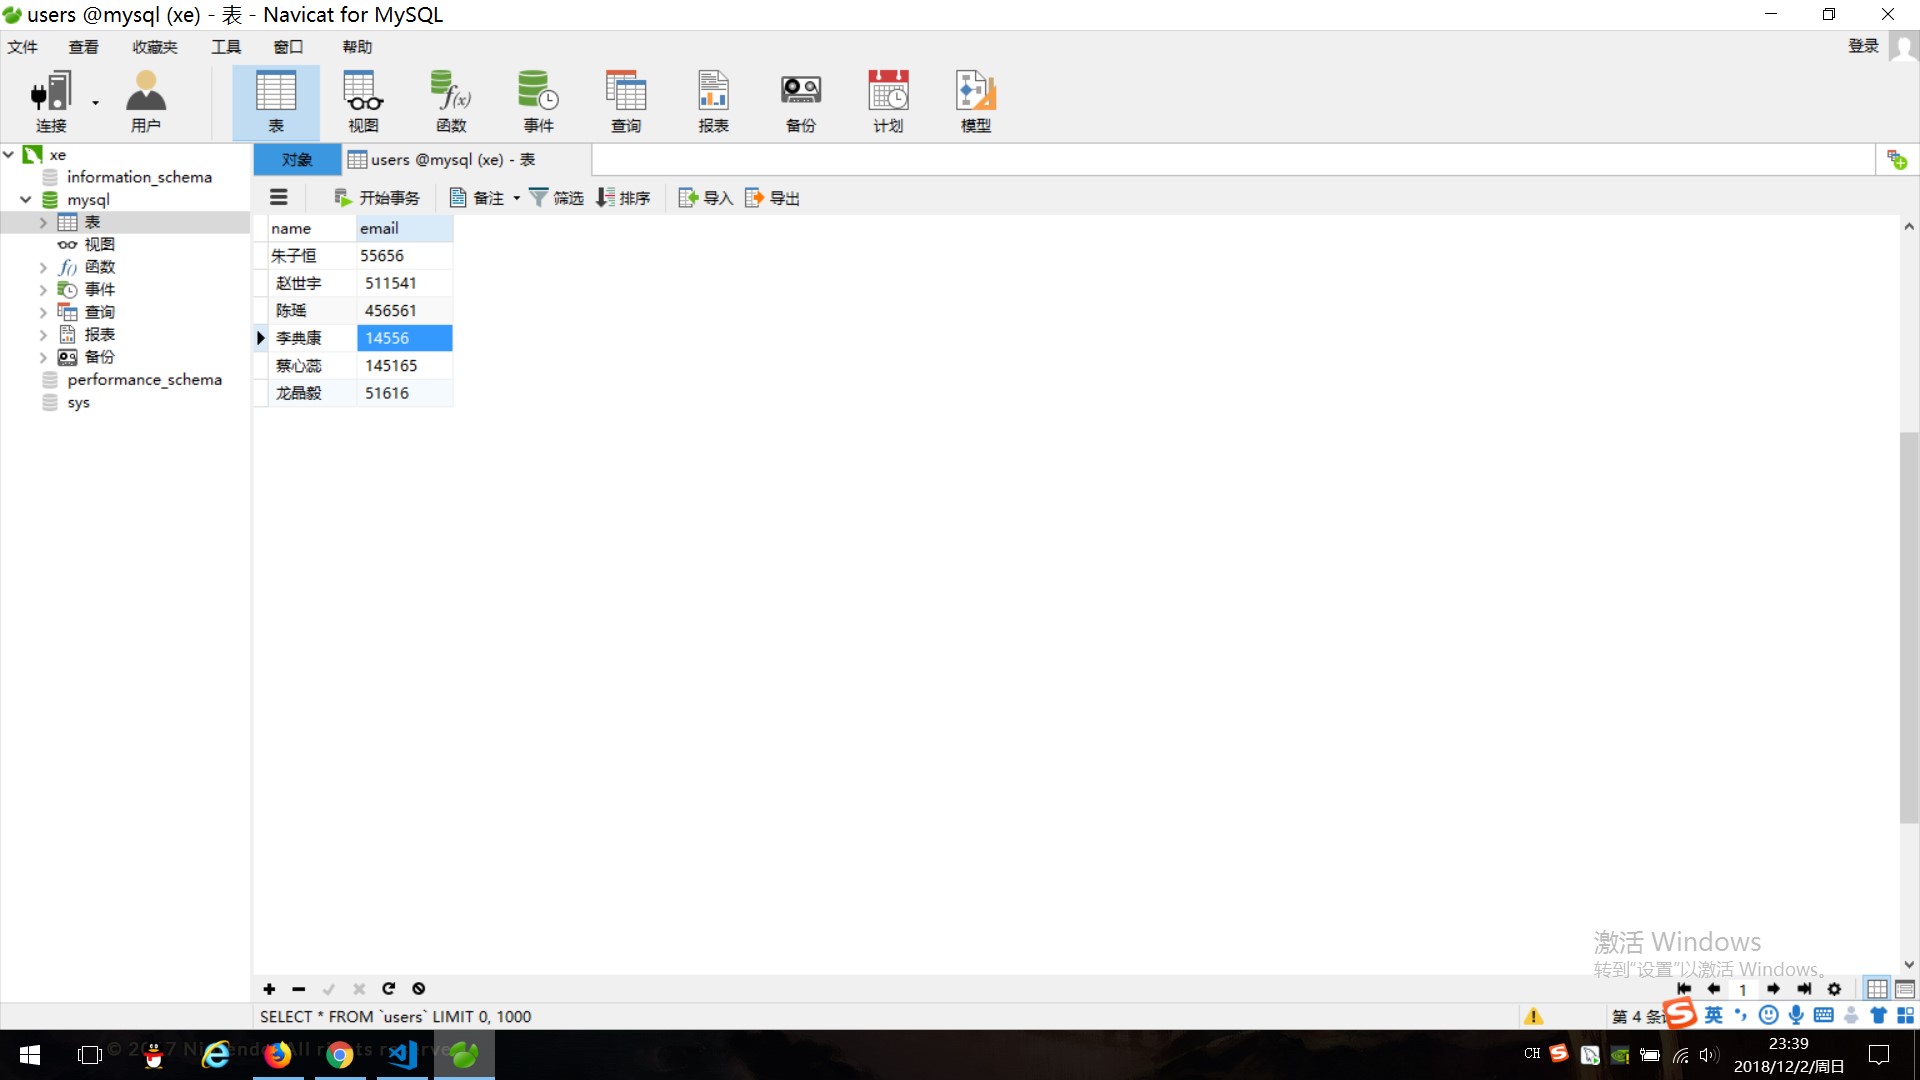 users @mysql (xe) - 表 - Navicat for MySQL
文件 查看 收藏夹 工具 窗口 帮助 登录
连接 用户 表 视图 函数 事件 查询 报表 备份 计划 模型
xe
information_schema
mysql
表
视图
函数
事件
查询
报表
备份
performance_schema
sys
对象 users @mysql (xe) - 表
开始事务 备注 筛选 排序 导入 导出
name email
朱子恒 55656
赵世宇 511541
陈瑶 456561
李典康 14556
蔡心蕊 145165
龙晶毅 51616
激活 Windows
转到“设置”以激活 Windows。
1
SELECT * FROM `users` LIMIT 0, 1000
第 4 条
英
CH
23:39
2018/12/2/周日